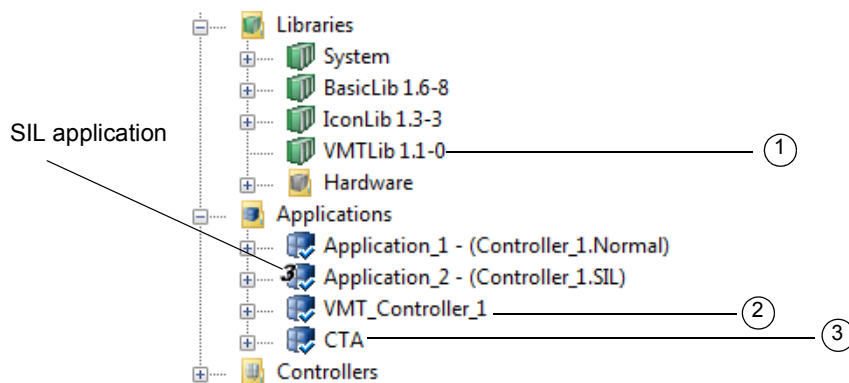 Libraries
System
BasicLib 1.6-8
IconLib 1.3-3
SIL application
VMTLib 1.1-0 1
Hardware
Applications
Application_1 - (Controller_1.Normal)
3 Application_2 - (Controller_1.SIL)
VMT_Controller_1 2
CTA 3
Controllers